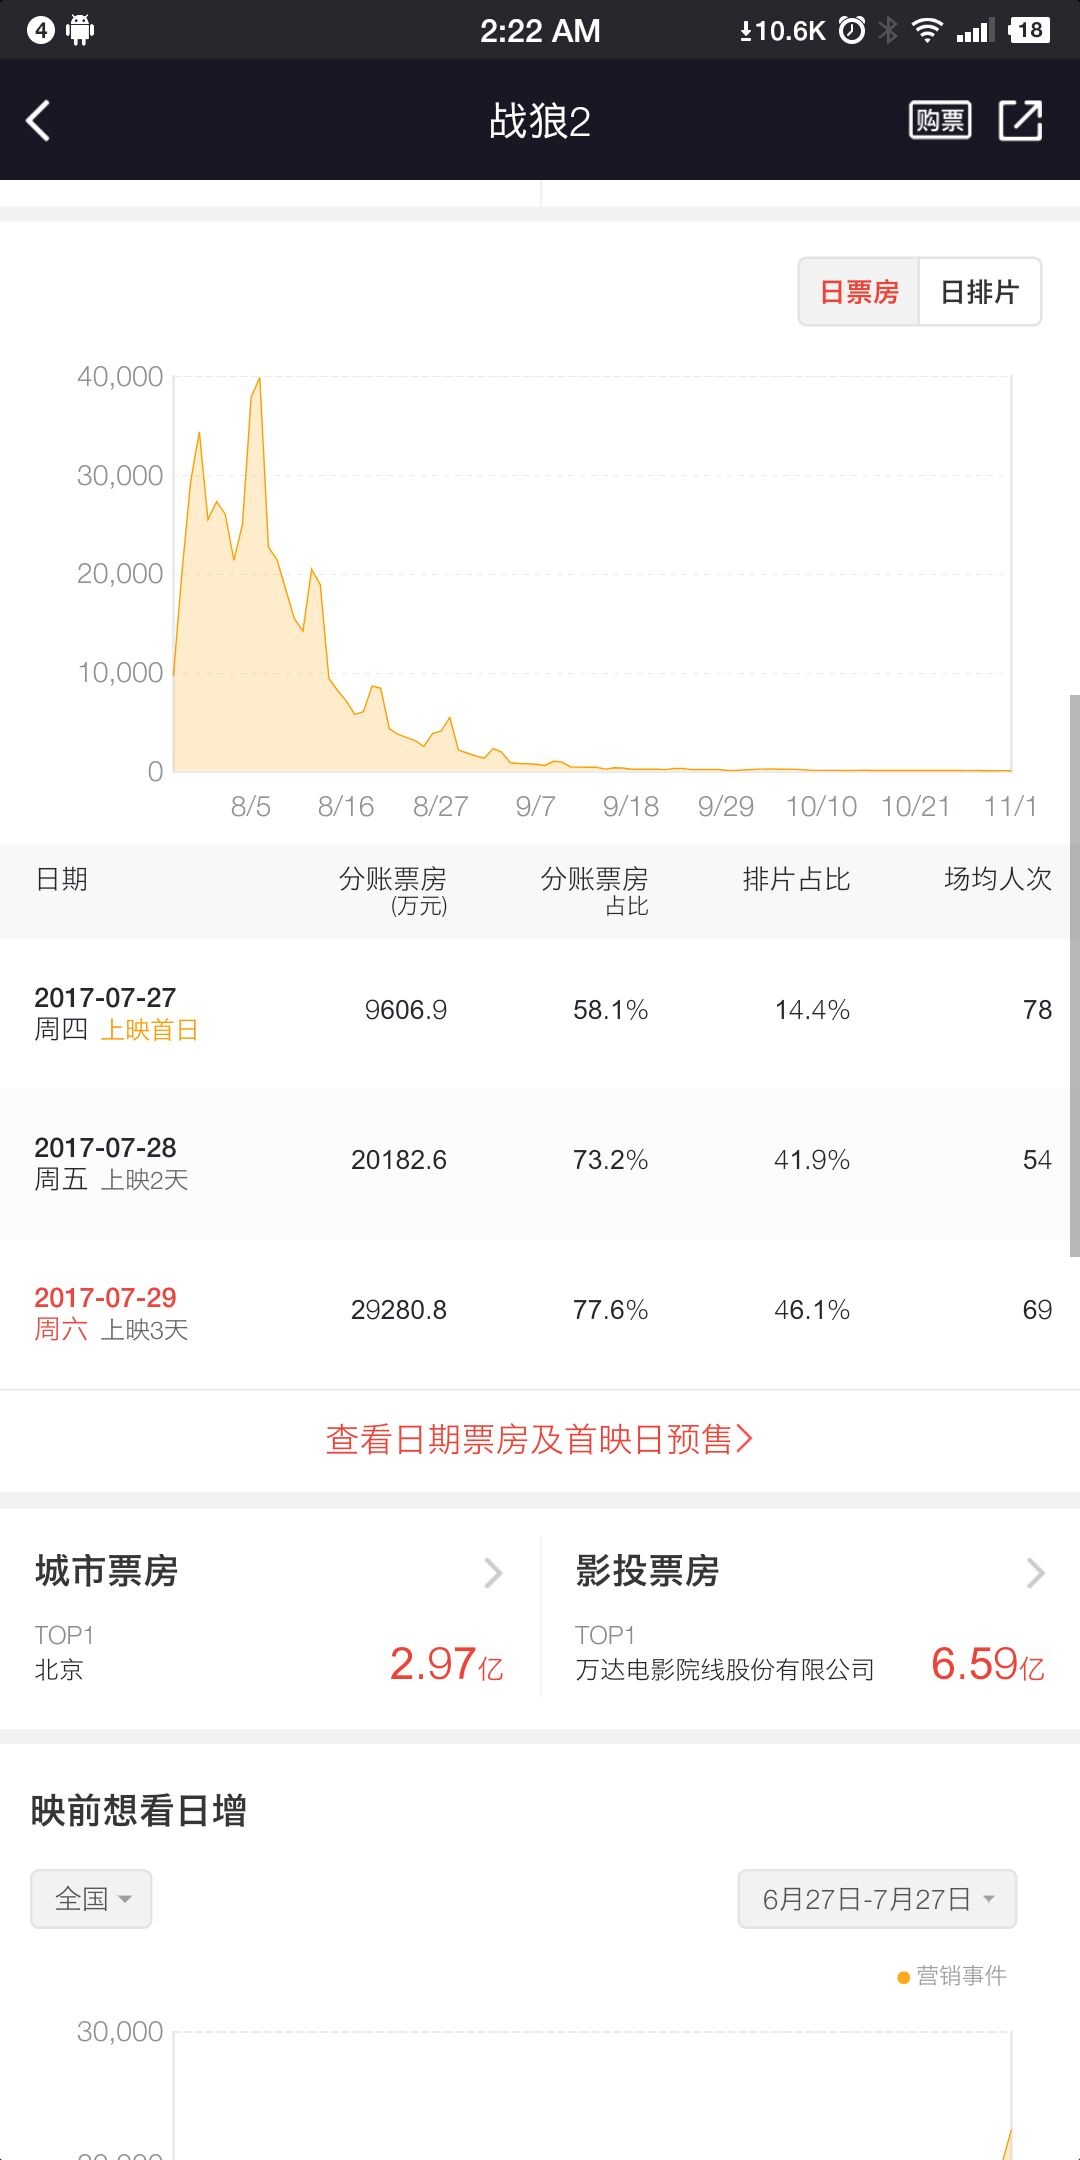 4
2:22 AM
10.6K
18
战狼2
购票
日票房 日排片
40,000
30,000
20,000
10,000
0
8/5 8/16 8/27 9/7 9/18 9/29 10/10 10/21 11/1
日期 分账票房 分账票房 排片占比 场均人次
(万元) 占比
2017-07-27 9606.9 58.1% 14.4% 78
周四 上映首日
2017-07-28 20182.6 73.2% 41.9% 54
周五 上映2天
2017-07-29 29280.8 77.6% 46.1% 69
周六 上映3天
查看日期票房及首映日预售
城市票房 影投票房
TOP1 TOP1
北京 2.97亿 万达电影院线股份有限公司 6.59亿
映前想看日增
全国 6月27日-7月27日
营销事件
30,000